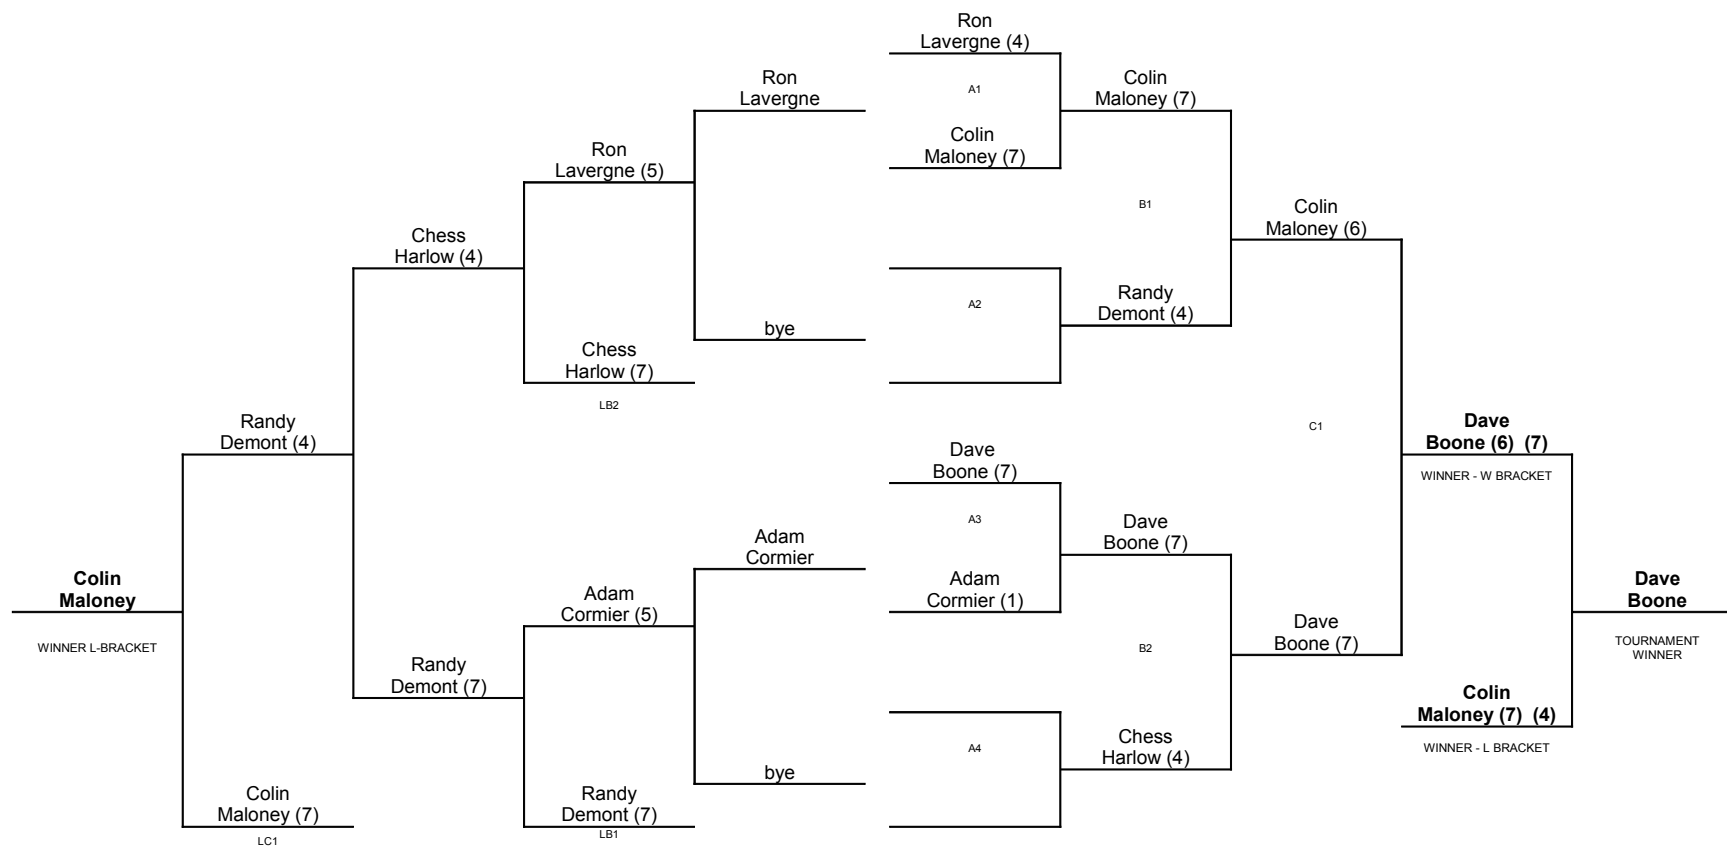 Ron
Lavergne (4)
Ron
Lavergne
A1
Colin
Maloney (7)
Ron
Lavergne (5)
Colin
Maloney (7)
B1
Colin
Maloney (6)
Chess
Harlow (4)
A2
Randy
Demont (4)
bye
Chess
Harlow (7)
LB2
Randy
Demont (4)
C1
Dave
Boone (6) (7)
WINNER - W BRACKET
Dave
Boone (7)
A3
Dave
Boone (7)
Adam
Cormier
Colin
Maloney
WINNER L-BRACKET
Adam
Cormier (5)
Adam
Cormier (1)
Dave
Boone
TOURNAMENT
WINNER
B2
Dave
Boone (7)
Randy
Demont (7)
Colin
Maloney (7) (4)
WINNER - L BRACKET
A4
Chess
Harlow (4)
bye
Colin
Maloney (7)
LC1
Randy
Demont (7)
LB1